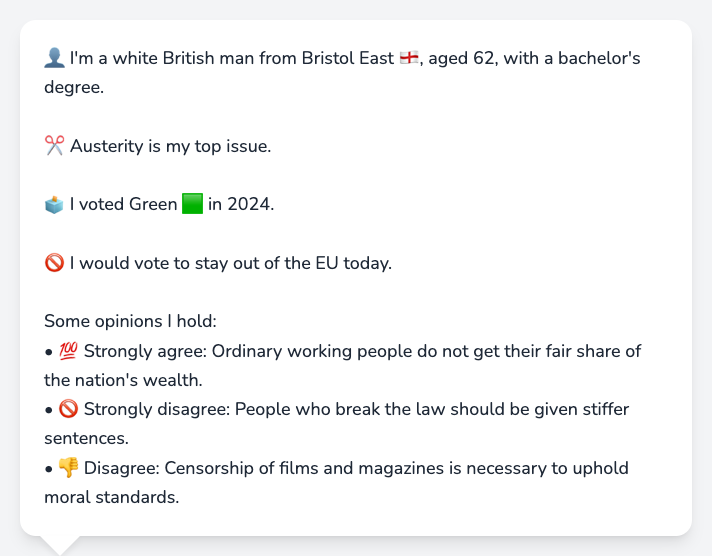 👤 I'm a white British man from Bristol East 🏴󠁧󠁢󠁥󠁮󠁧󠁿, aged 62, with a bachelor's
degree.
✂️ Austerity is my top issue.
🗳️ I voted Green 🟩 in 2024.
🚫 I would vote to stay out of the EU today.
Some opinions I hold:
• 💯 Strongly agree: Ordinary working people do not get their fair share of
the nation's wealth.
• 🚫 Strongly disagree: People who break the law should be given stiffer
sentences.
• 👎 Disagree: Censorship of films and magazines is necessary to uphold
moral standards.